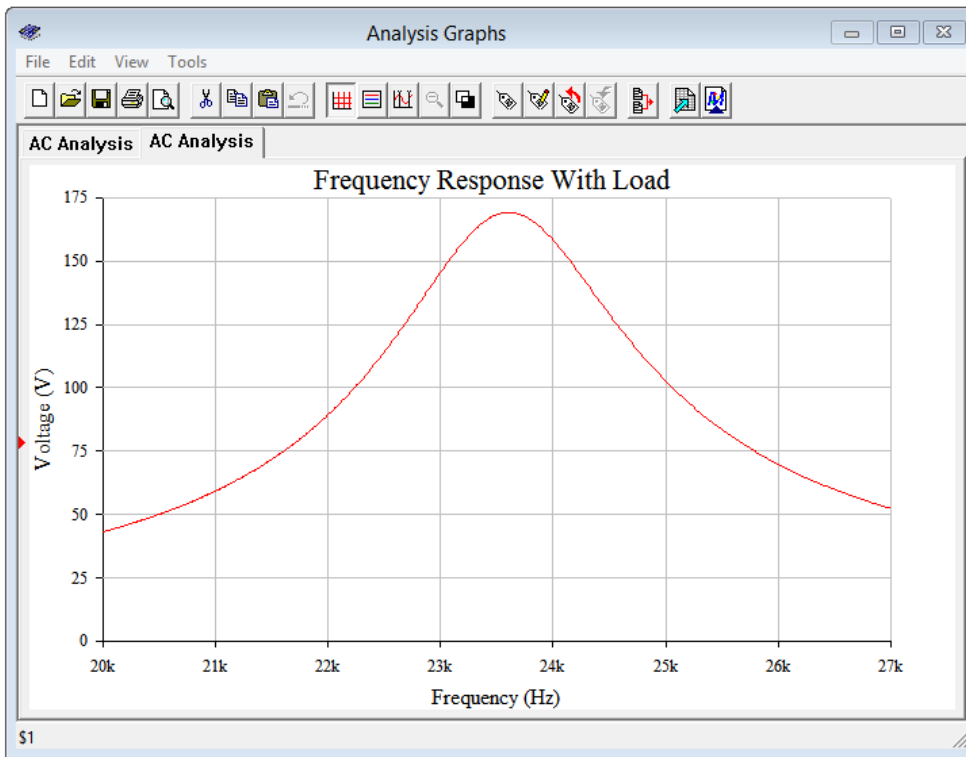 Analysis Graphs
File Edit View Tools
AC Analysis AC Analysis
Frequency Response With Load
175
150
125
100
75
50
25
0
Voltage (V)
20k 21k 22k 23k 24k 25k 26k 27k
Frequency (Hz)
$1